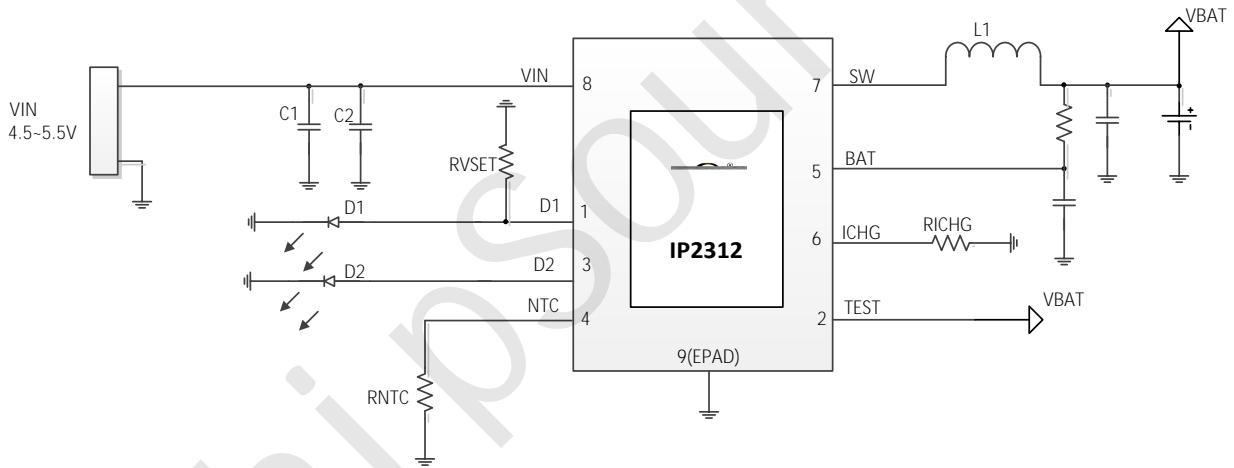 VBAT
L1
VIN
4.5~5.5V
VIN
8
7
SW
C1
C2
RVSET
5
BAT
D1
D1
1
IP2312
6
ICHG
RICHG
D2
D2
3
NTC
4
2
TEST
VBAT
9(EPAD)
RNTC
+
-
hipSour